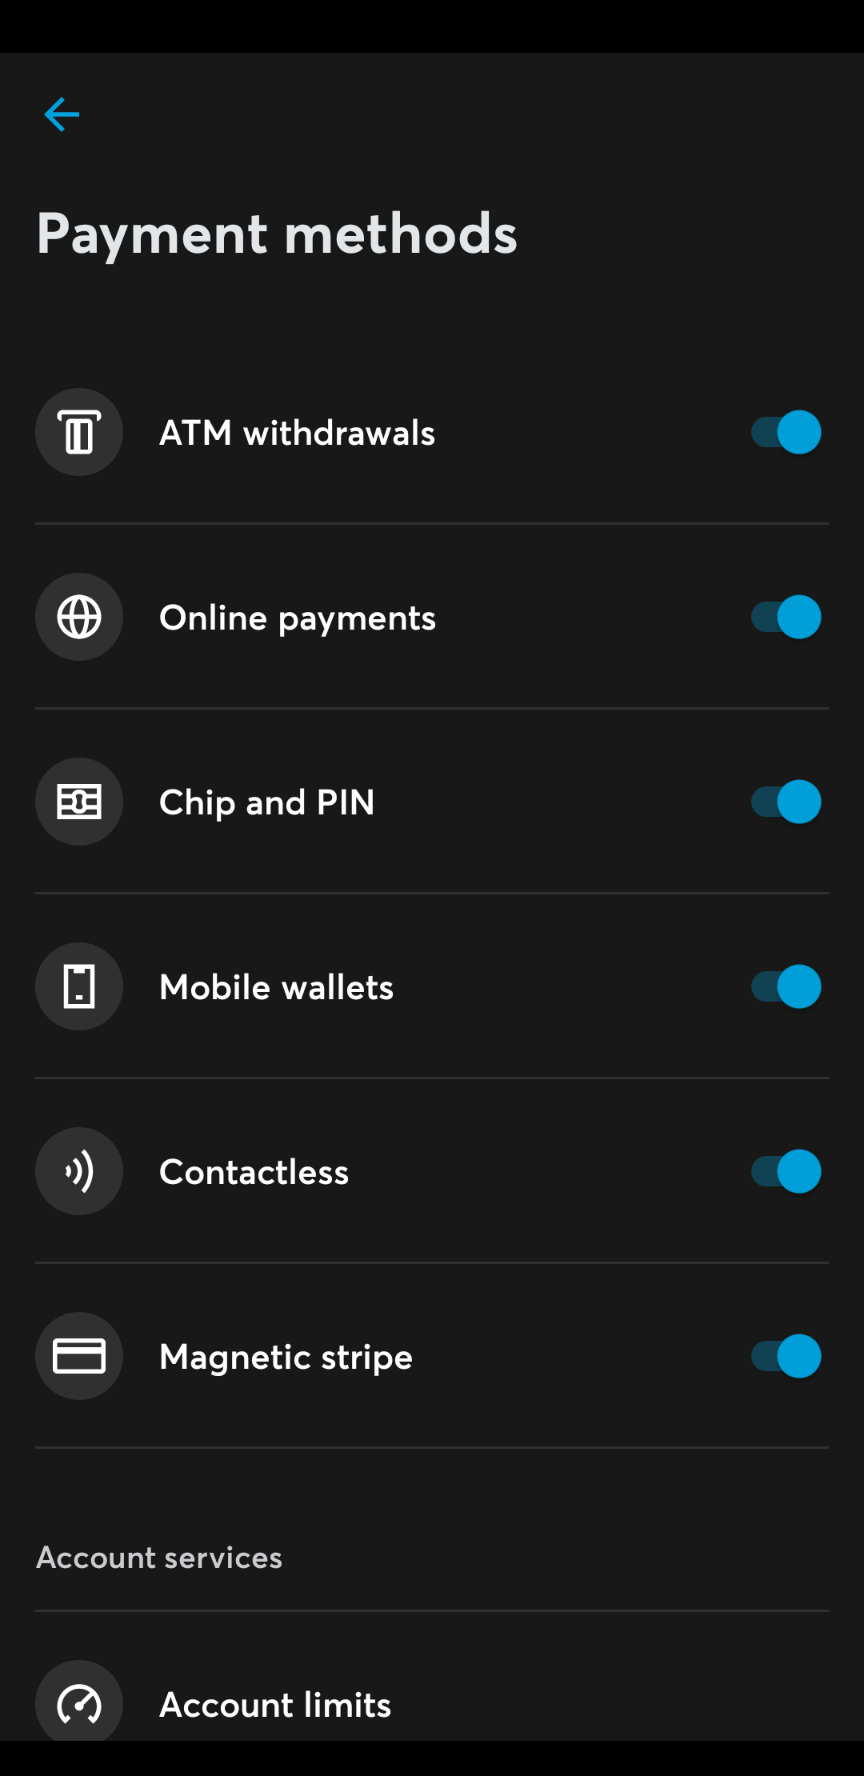 Payment methods
ATM withdrawals
Online payments
Chip and PIN
Mobile wallets
Contactless
Magnetic stripe
Account services
Account limits